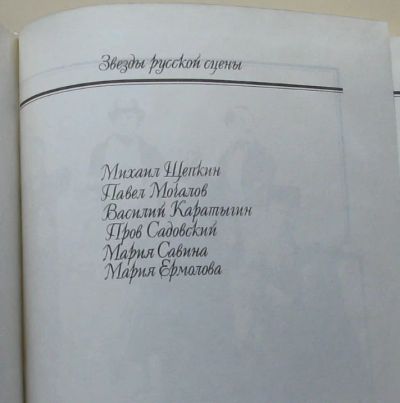 Звезды русской сцены
Михаил Щепкин
Павел Мочалов
Василий Каратыгин
Пров Садовский
Мария Савина
Мария Ермолова